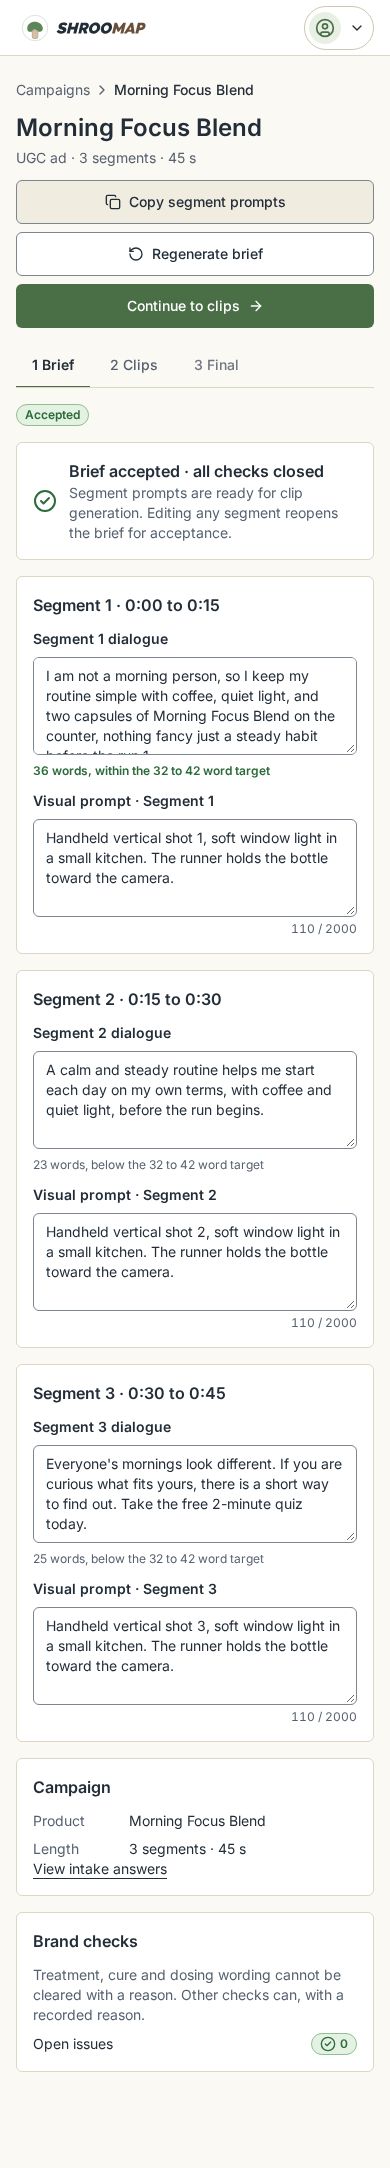 SHROOMAP
Campaigns > Morning Focus Blend
Morning Focus Blend
UGC ad · 3 segments · 45 s
Copy segment prompts
Regenerate brief
Continue to clips →
1 Brief 2 Clips 3 Final
Accepted
Brief accepted · all checks closed
Segment prompts are ready for clip
generation. Editing any segment reopens
the brief for acceptance.
Segment 1 · 0:00 to 0:15
Segment 1 dialogue
I am not a morning person, so I keep my
routine simple with coffee, quiet light, and
two capsules of Morning Focus Blend on the
counter, nothing fancy just a steady habit
before the run 1.
36 words, within the 32 to 42 word target
Visual prompt · Segment 1
Handheld vertical shot 1, soft window light in
a small kitchen. The runner holds the bottle
toward the camera.
110 / 2000
Segment 2 · 0:15 to 0:30
Segment 2 dialogue
A calm and steady routine helps me start
each day on my own terms, with coffee and
quiet light, before the run begins.
23 words, below the 32 to 42 word target
Visual prompt · Segment 2
Handheld vertical shot 2, soft window light in
a small kitchen. The runner holds the bottle
toward the camera.
110 / 2000
Segment 3 · 0:30 to 0:45
Segment 3 dialogue
Everyone's mornings look different. If you are
curious what fits yours, there is a short way
to find out. Take the free 2-minute quiz
today.
25 words, below the 32 to 42 word target
Visual prompt · Segment 3
Handheld vertical shot 3, soft window light in
a small kitchen. The runner holds the bottle
toward the camera.
110 / 2000
Campaign
Product Morning Focus Blend
Length 3 segments · 45 s
View intake answers
Brand checks
Treatment, cure and dosing wording cannot be
cleared with a reason. Other checks can, with a
recorded reason.
Open issues 0